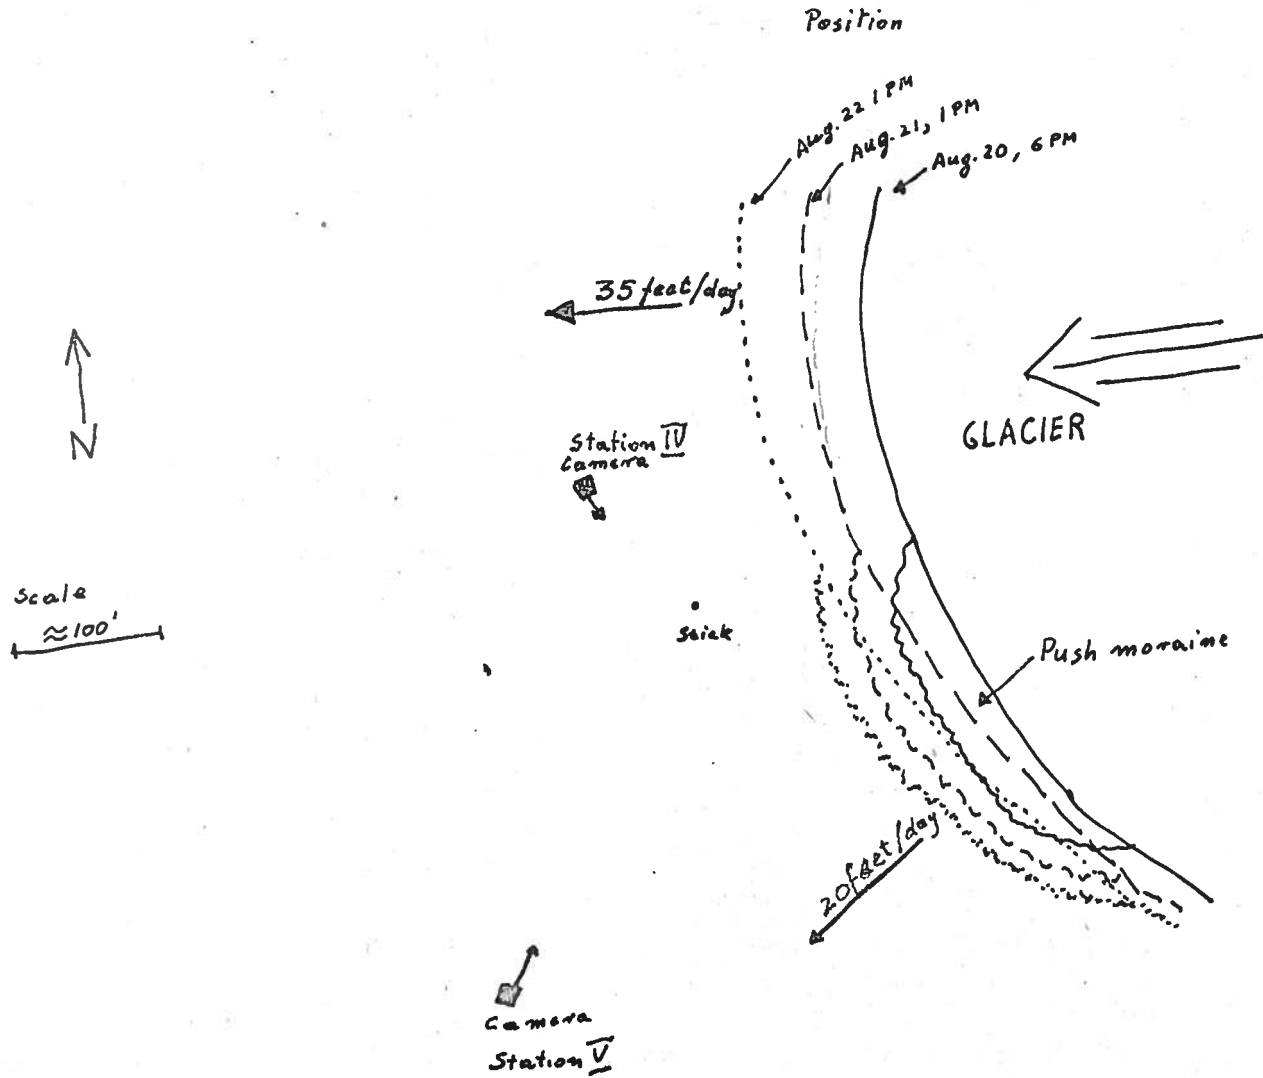 Position
Aug. 22 1 PM
Aug. 21, 1 PM
Aug. 20, 6 PM
35 feet/day
N
GLACIER
Station IV
camera
scale
≈100'
stick
Push moraine
20 feet/day
Camera
Station V